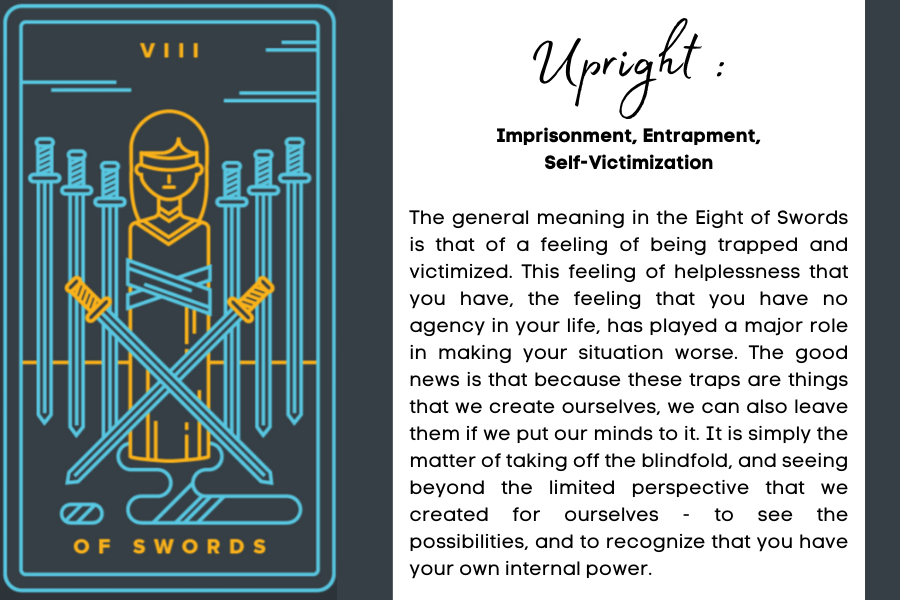 VIII
OF SWORDS
Upright :
Imprisonment, Entrapment,
Self-Victimization
The general meaning in the Eight of Swords
is that of a feeling of being trapped and
victimized. This feeling of helplessness that
you have, the feeling that you have no
agency in your life, has played a major role
in making your situation worse. The good
news is that because these traps are things
that we create ourselves, we can also leave
them if we put our minds to it. It is simply the
matter of taking off the blindfold, and seeing
beyond the limited perspective that we
created for ourselves - to see the
possibilities, and to recognize that you have
your own internal power.